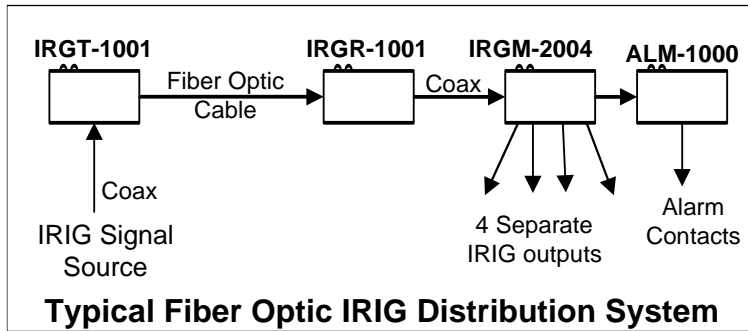 IRGT-1001
IRGR-1001
IRGM-2004
ALM-1000
Fiber Optic
Cable
Coax
Coax
IRIG Signal
Source
4 Separate
IRIG outputs
Alarm
Contacts
Typical Fiber Optic IRIG Distribution System